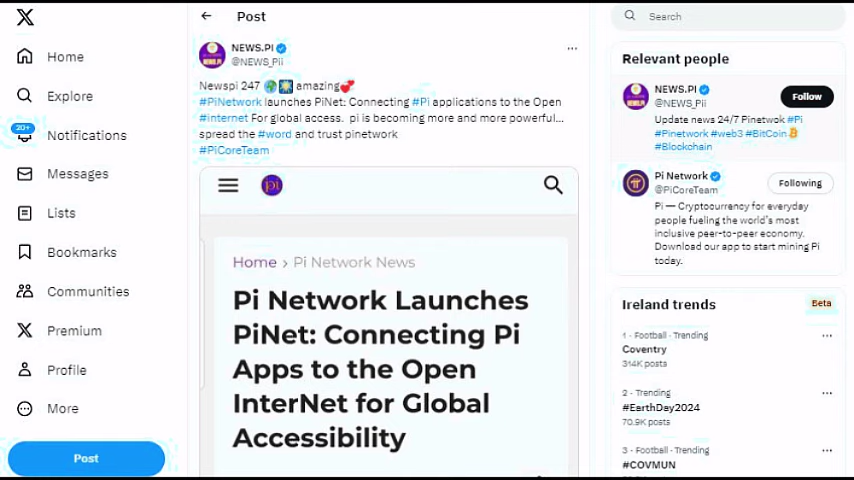 Post
Search
Home
Explore
20+
Notifications
Messages
Lists
Bookmarks
Communities
Premium
Profile
More
Post
NEWS.PI
@NEWS_Pii
Newspi 247 amazing
#PiNetwork launches PiNet: Connecting #Pi applications to the Open
#internet For global access. pi is becoming more and more powerful...
spread the #word and trust pinetwork
#PiCoreTeam
Home › Pi Network News
Pi Network Launches
PiNet: Connecting Pi
Apps to the Open
InterNet for Global
Accessibility
Relevant people
NEWS.PI
@NEWS_Pii
Follow
Update news 24/7 Pinetwok #Pi
#Pinetwork #web3 #BitCoin
#Blockchain
Pi Network
@PiCoreTeam
Following
Pi — Cryptocurrency for everyday
people fueling the world's most
inclusive peer-to-peer economy.
Download our app to start mining Pi
today.
Ireland trends
Beta
1 · Football · Trending
Coventry
314K posts
2 · Trending
#EarthDay2024
70.9K posts
3 · Football · Trending
#COVMUN